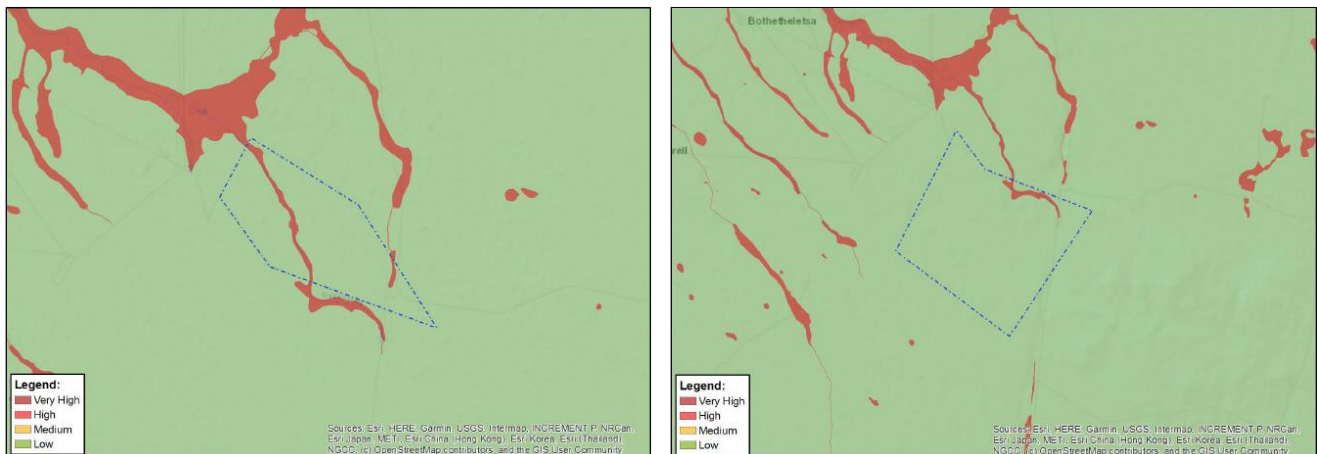 Legend:
Very High
High
Medium
Low
Sources: Esri, HERE, Garmin, USGS, Intermap, INCREMENT P, NRCan,
Esri Japan, METI, Esri China (Hong Kong), Esri Korea, Esri (Thailand),
NGCC, (c) OpenStreetMap contributors, and the GIS User Community
Bothetheletsa
rell
Legend:
Very High
High
Medium
Low
Sources: Esri, HERE, Garmin, USGS, Intermap, INCREMENT P, NRCan,
Esri Japan, METI, Esri China (Hong Kong), Esri Korea, Esri (Thailand),
NGCC, (c) OpenStreetMap contributors, and the GIS User Community